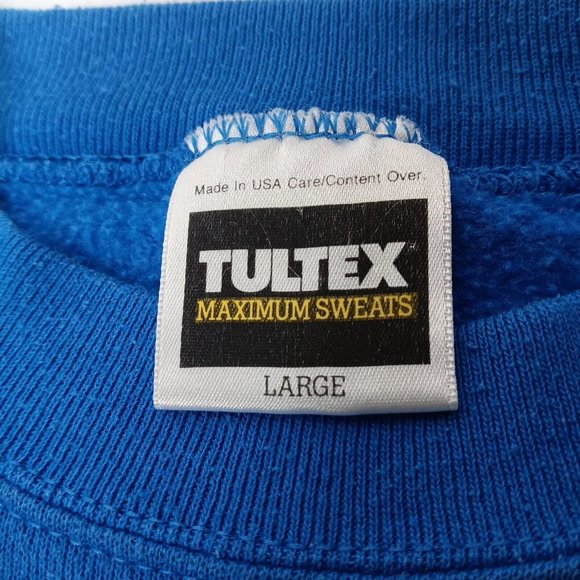 Made In USA Care/Content Over.
TULTEX
MAXIMUM SWEATS
LARGE